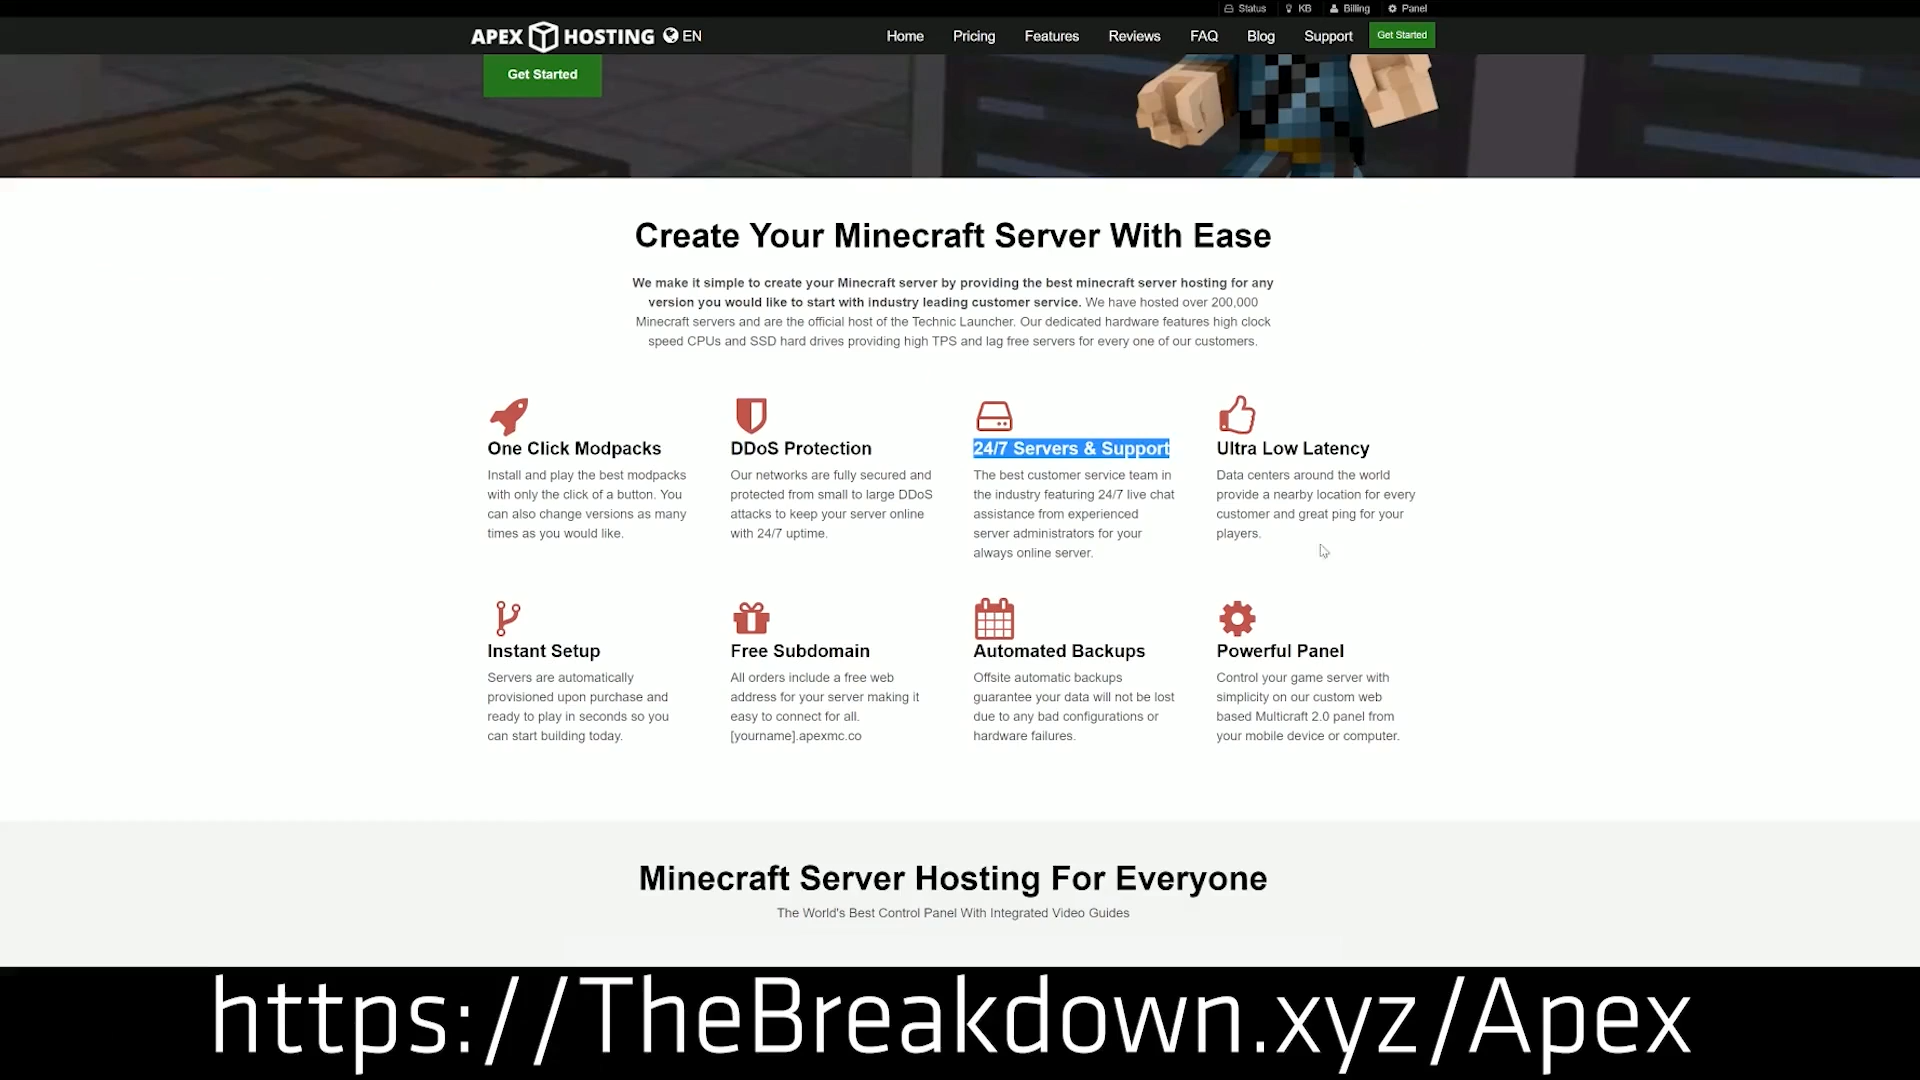 Status KB Billing Panel
APEX HOSTING EN Home Pricing Features Reviews FAQ Blog Support Get Started
Get Started
Create Your Minecraft Server With Ease
We make it simple to create your Minecraft server by providing the best minecraft server hosting for any
version you would like to start with industry leading customer service. We have hosted over 200,000
Minecraft servers and are the official host of the Technic Launcher. Our dedicated hardware features high clock
speed CPUs and SSD hard drives providing high TPS and lag free servers for every one of our customers.
One Click Modpacks
Install and play the best modpacks
with only the click of a button. You
can also change versions as many
times as you would like.
DDoS Protection
Our networks are fully secured and
protected from small to large DDoS
attacks to keep your server online
with 24/7 uptime.
24/7 Servers & Support
The best customer service team in
the industry featuring 24/7 live chat
assistance from experienced
server administrators for your
always online server.
Ultra Low Latency
Data centers around the world
provide a nearby location for every
customer and great ping for your
players.
Instant Setup
Servers are automatically
provisioned upon purchase and
ready to play in seconds so you
can start building today.
Free Subdomain
All orders include a free web
address for your server making it
easy to connect for all.
[yourname].apexmc.co
Automated Backups
Offsite automatic backups
guarantee your data will not be lost
due to any bad configurations or
hardware failures.
Powerful Panel
Control your game server with
simplicity on our custom web
based Multicraft 2.0 panel from
your mobile device or computer.
Minecraft Server Hosting For Everyone
The World's Best Control Panel With Integrated Video Guides
https://TheBreakdown.xyz/Apex